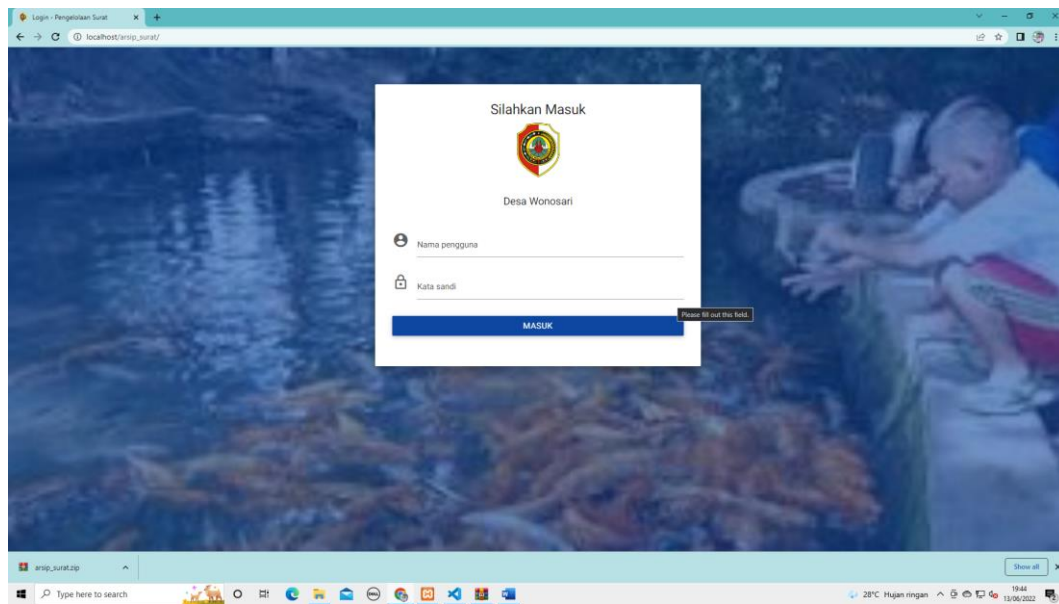 Login - Pengelolaan Surat
localhost/arsip_surat/
Silahkan Masuk
Desa Wonosari
Nama pengguna
Kata sandi
Please fill out this field.
MASUK
arsip_surat.zip
Show all
Type here to search
28°C Hujan ringan
19:44
13/06/2022